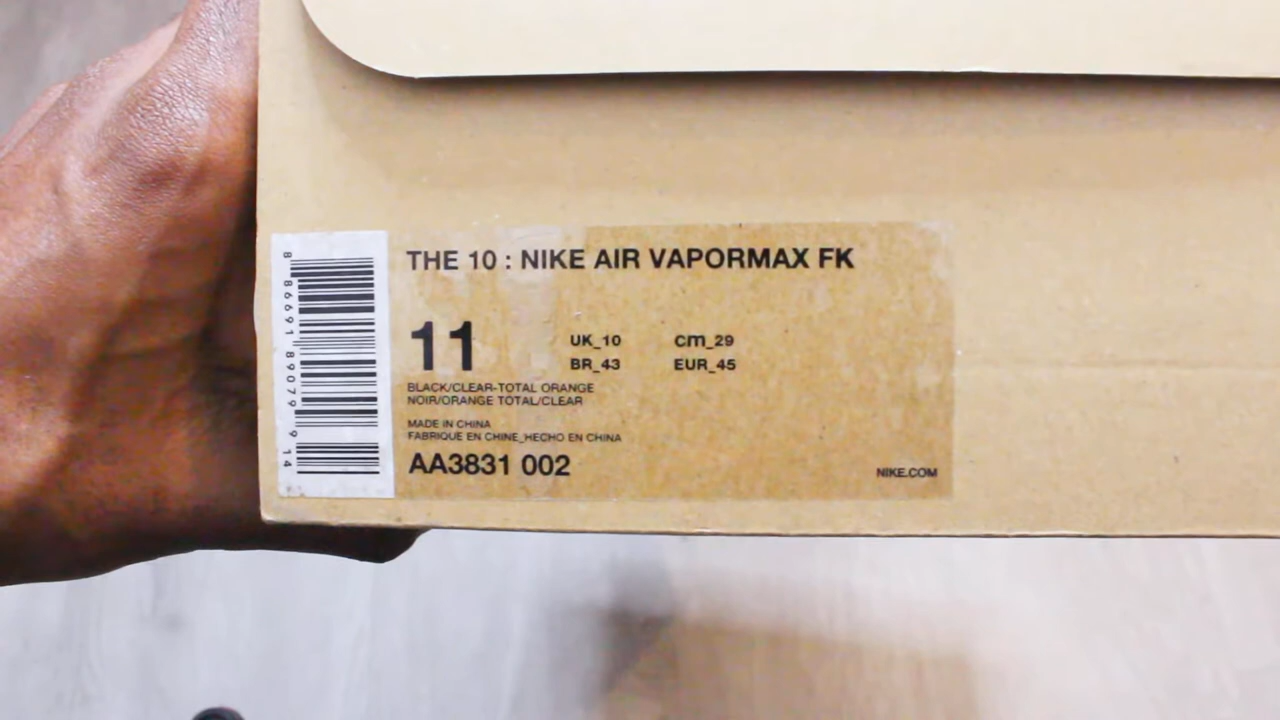 8 86691 89079 9 14
THE 10 : NIKE AIR VAPORMAX FK
11
UK_10 cm_29
BR_43 EUR_45
BLACK/CLEAR-TOTAL ORANGE
NOIR/ORANGE TOTAL/CLEAR
MADE IN CHINA
FABRIQUE EN CHINE_HECHO EN CHINA
AA3831 002
NIKE.COM